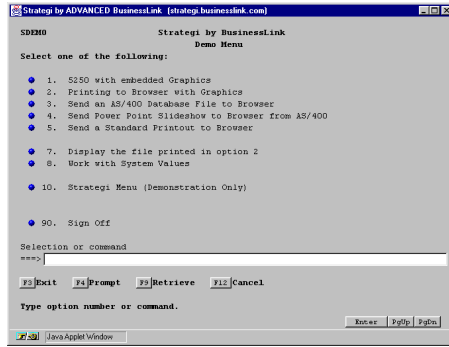 Strategi by ADVANCED BusinessLink (strategi.businesslink.com)
SDEMO Strategi by BusinessLink
Demo Menu
Select one of the following:
1. 5250 with embedded Graphics
2. Printing to Browser with Graphics
3. Send an AS/400 Database File to Browser
4. Send Power Point Slideshow to Browser from AS/400
5. Send a Standard Printout to Browser
7. Display the file printed in option 2
8. Work with System Values
10. Strategi Menu (Demonstration Only)
90. Sign Off
Selection or command
===>
F3 Exit F4 Prompt F9 Retrieve F12 Cancel
Type option number or command.
Enter PgUp PgDn
Java Applet Window